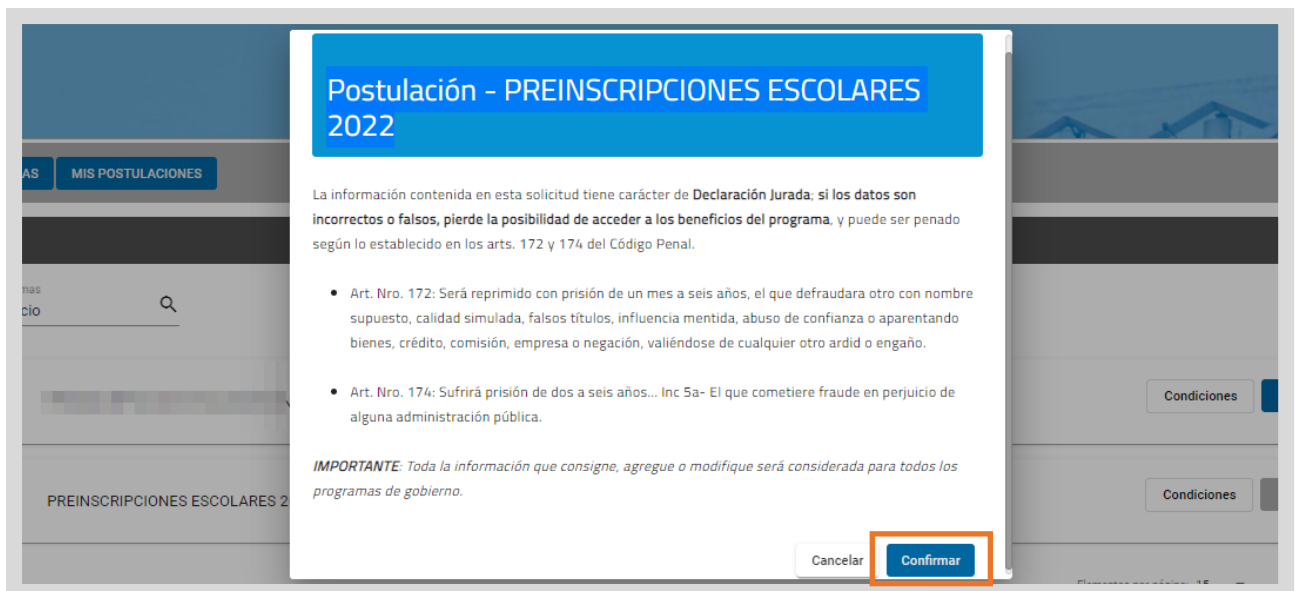 Postulación - PREINSCRIPCIONES ESCOLARES
2022
AS
MIS POSTULACIONES
La información contenida en esta solicitud tiene carácter de Declaración Jurada; si los datos son
incorrectos o falsos, pierde la posibilidad de acceder a los beneficios del programa, y puede ser penado
según lo establecido en los arts. 172 y 174 del Código Penal.
mas
cio
• Art. Nro. 172: Será reprimido con prisión de un mes a seis años, el que defraudara otro con nombre
supuesto, calidad simulada, falsos títulos, influencia mentida, abuso de confianza o aparentando
bienes, crédito, comisión, empresa o negación, valiéndose de cualquier otro ardid o engaño.
• Art. Nro. 174: Sufrirá prisión de dos a seis años... Inc 5a- El que cometiere fraude en perjuicio de
alguna administración pública.
Condiciones
IMPORTANTE: Toda la información que consigne, agregue o modifique será considerada para todos los
programas de gobierno.
PREINSCRIPCIONES ESCOLARES 2
Condiciones
Cancelar
Confirmar